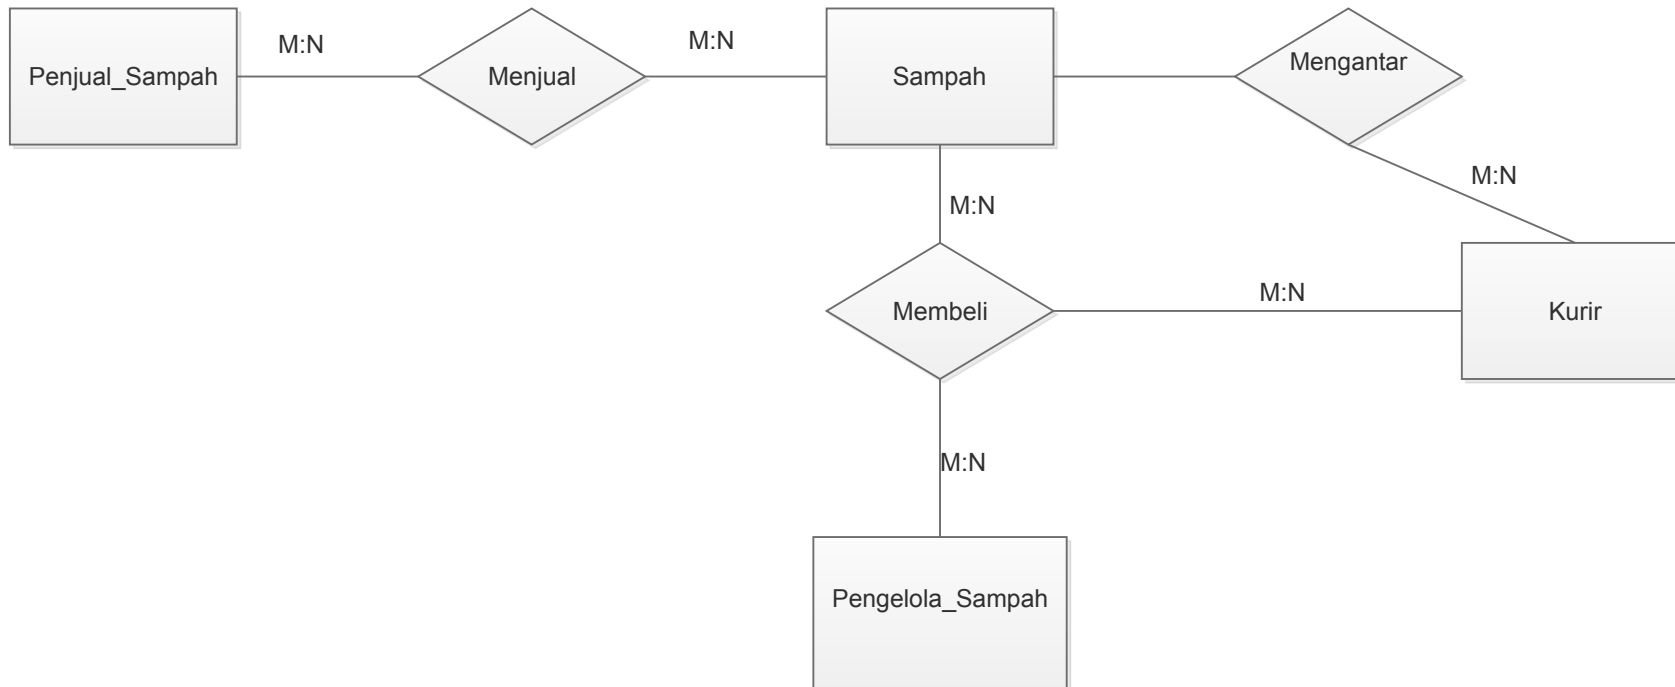 M:N
M:N
Penjual_Sampah
Menjual
Sampah
Mengantar
M:N
M:N
Membeli
M:N
Kurir
M:N
Pengelola_Sampah